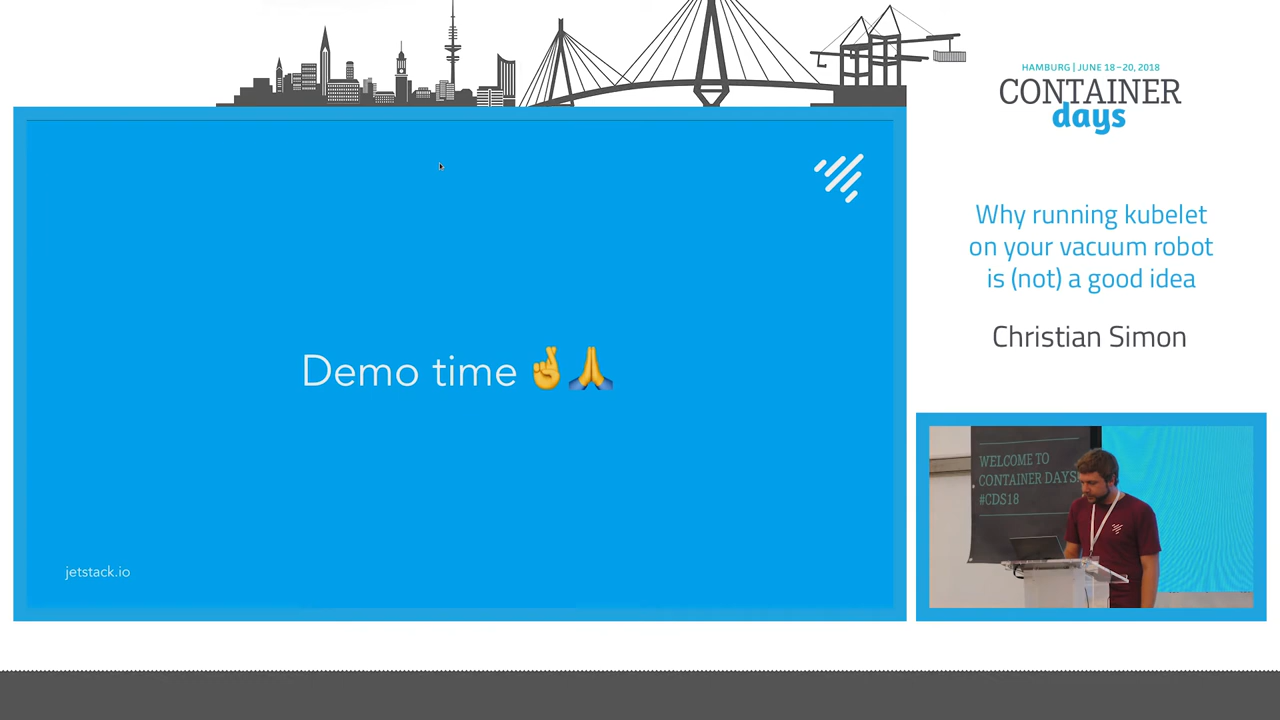 HAMBURG | JUNE 18–20, 2018
CONTAINER
days
Why running kubelet
on your vacuum robot
is (not) a good idea
Christian Simon
Demo time 🤞🙏
jetstack.io
WELCOME TO
CONTAINER DAYS
#CDS18